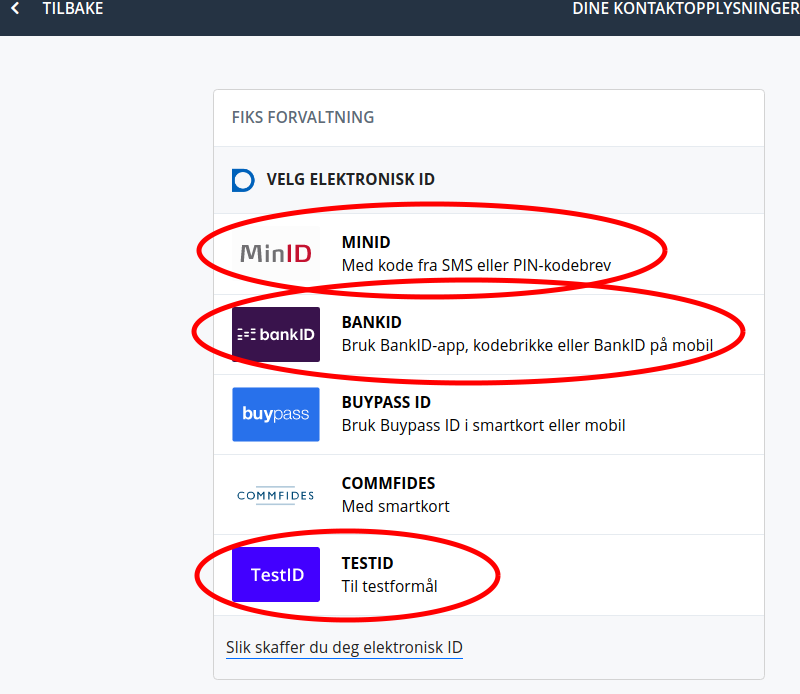 TILBAKE
DINE KONTAKTOPPLYSNINGER
FIKS FORVALTNING
VELG ELEKTRONISK ID
MinID
MINID
Med kode fra SMS eller PIN-kodebrev
bankID
BANKID
Bruk BankID-app, kodebrikke eller BankID på mobil
buypass
BUYPASS ID
Bruk Buypass ID i smartkort eller mobil
COMMFIDES
COMMFIDES
Med smartkort
TestID
TESTID
Til testformål
Slik skaffer du deg elektronisk ID